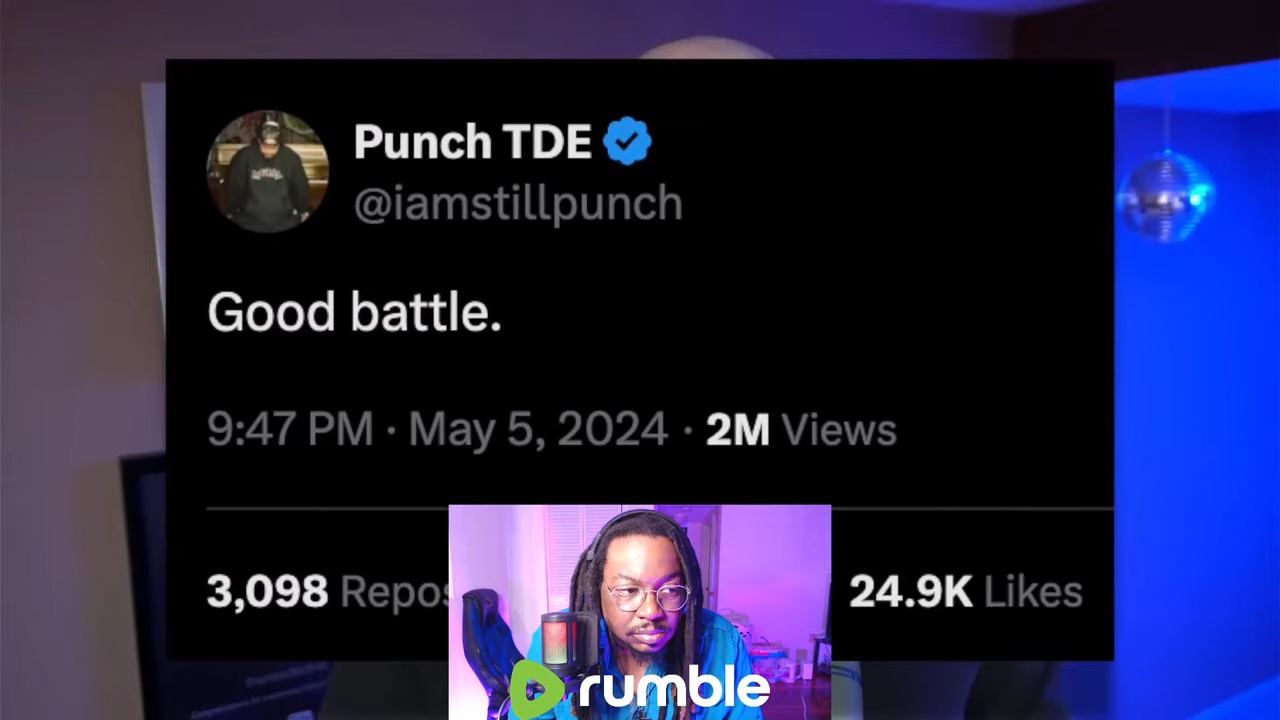 Punch TDE
@iamstillpunch
Good battle.
9:47 PM · May 5, 2024 · 2M Views
3,098 Repos
24.9K Likes
rumble